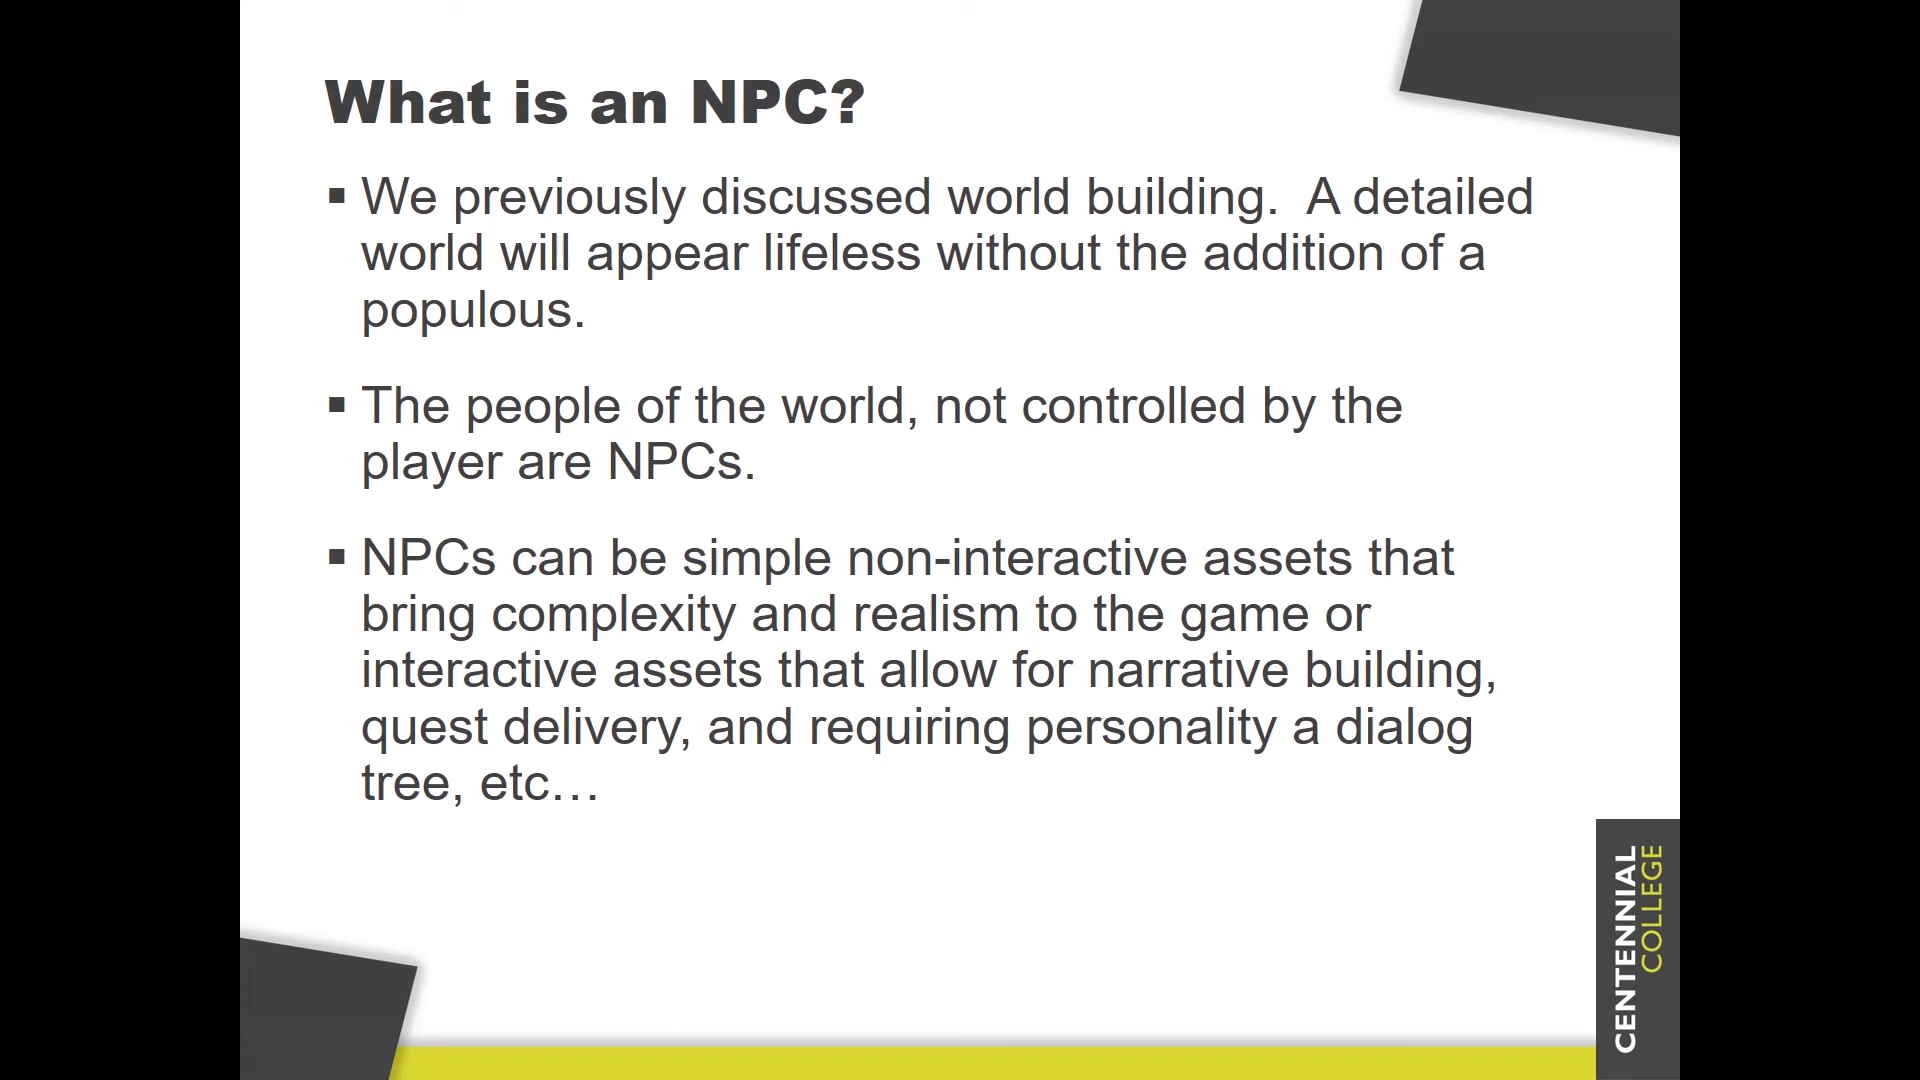 What is an NPC?
▪ We previously discussed world building.  A detailed
world will appear lifeless without the addition of a
populous.
▪ The people of the world, not controlled by the
player are NPCs.
▪ NPCs can be simple non-interactive assets that
bring complexity and realism to the game or
interactive assets that allow for narrative building,
quest delivery, and requiring personality a dialog
tree, etc…
CENTENNIAL
COLLEGE